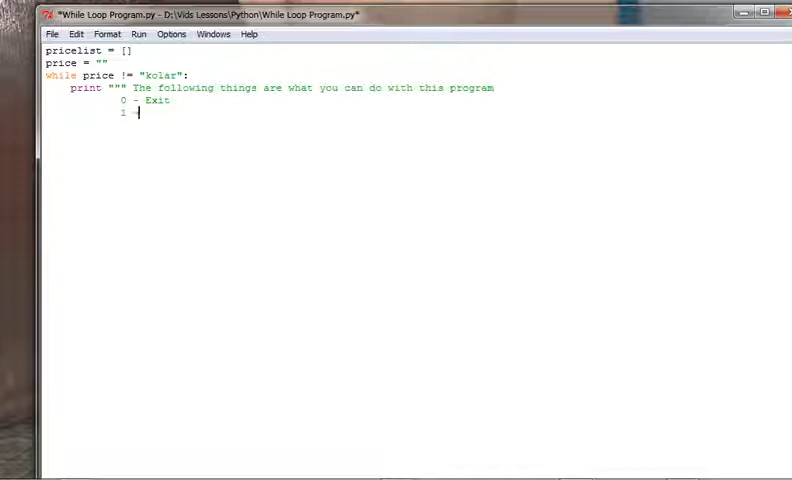 *While Loop Program.py - D:\Vids Lessons\Python\While Loop Program.py*
File Edit Format Run Options Windows Help
pricelist = []
price = ""
while price != "kolar":
print """ The following things are what you can do with this program
0 - Exit
1 -